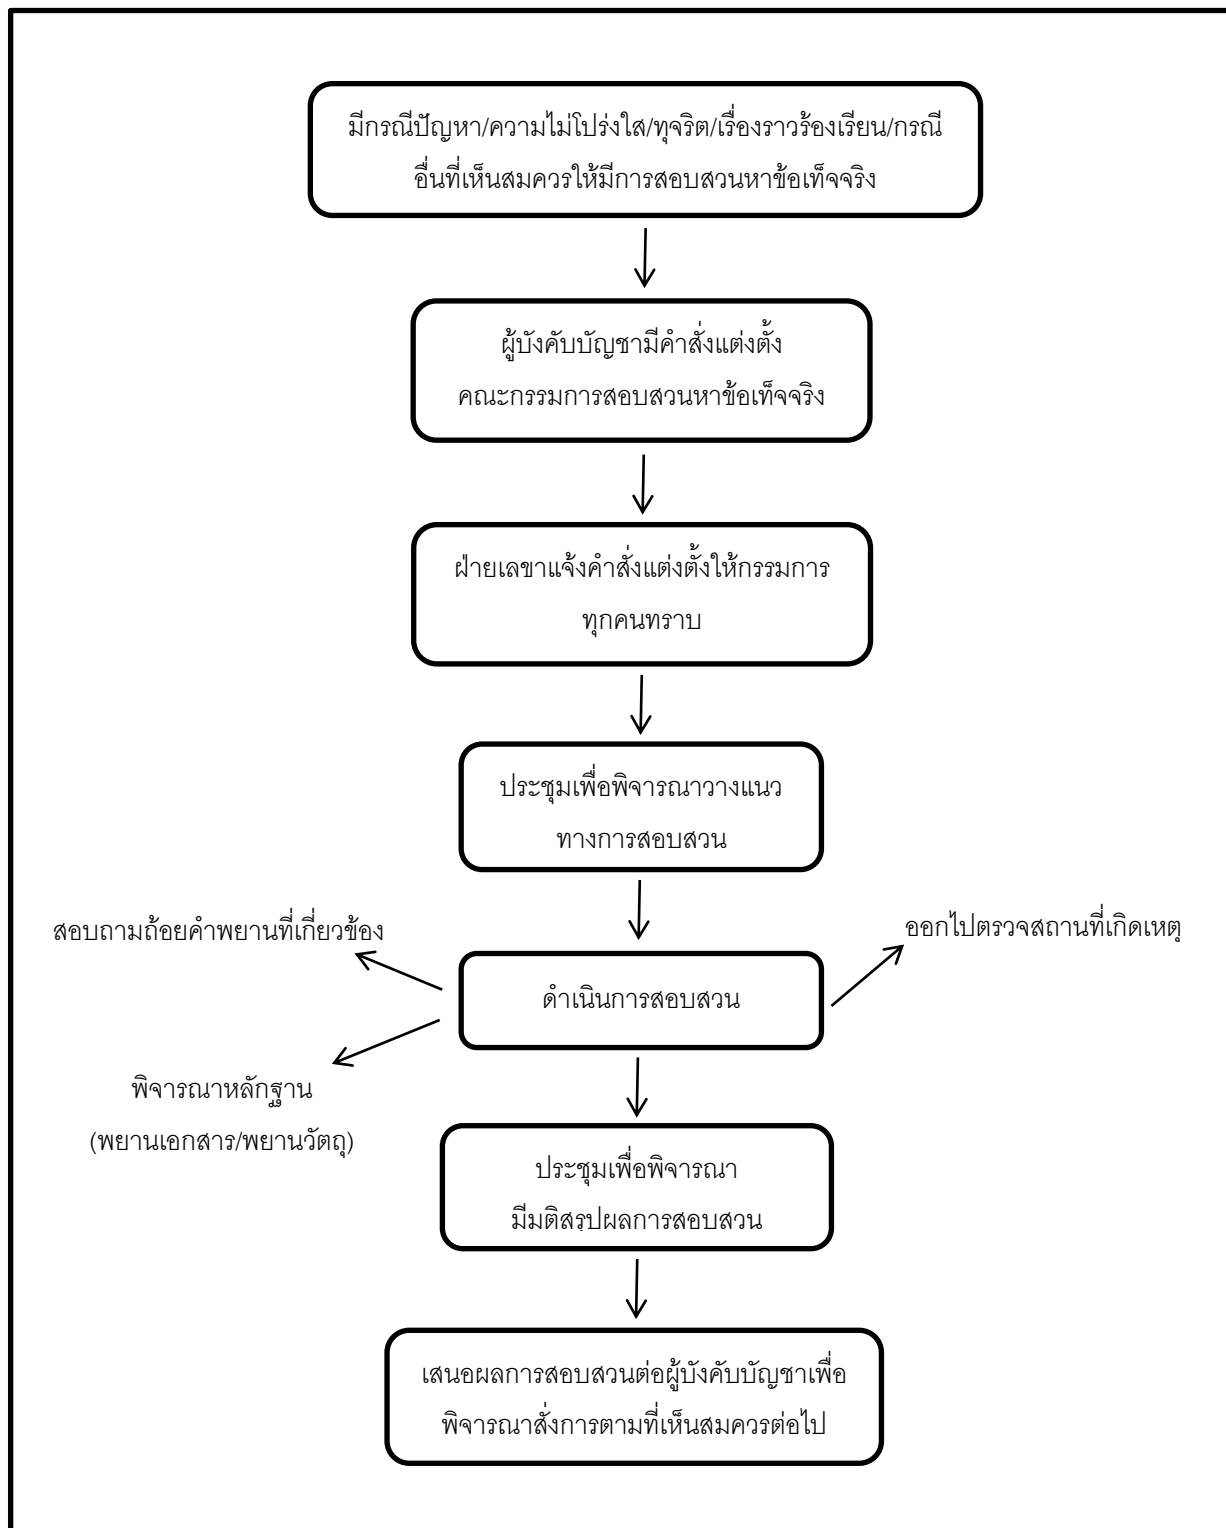 มีกรณีปัญหา/ความไม่โปร่งใส/ทุจริต/เรื่องราวร้องเรียน/กรณี
อื่นที่เห็นสมควรให้มีการสอบสวนหาข้อเท็จจริง
ผู้บังคับบัญชามีคำสั่งแต่งตั้ง
คณะกรรมการสอบสวนหาข้อเท็จจริง
ฝ่ายเลขาแจ้งคำสั่งแต่งตั้งให้กรรมการ
ทุกคนทราบ
ประชุมเพื่อพิจารณาวางแนว
ทางการสอบสวน
สอบถามถ้อยคำพยานที่เกี่ยวข้อง
ออกไปตรวจสถานที่เกิดเหตุ
ดำเนินการสอบสวน
พิจารณาหลักฐาน
(พยานเอกสาร/พยานวัตถุ)
ประชุมเพื่อพิจารณา
มีมติสรุปผลการสอบสวน
เสนอผลการสอบสวนต่อผู้บังคับบัญชาเพื่อ
พิจารณาสั่งการตามที่เห็นสมควรต่อไป